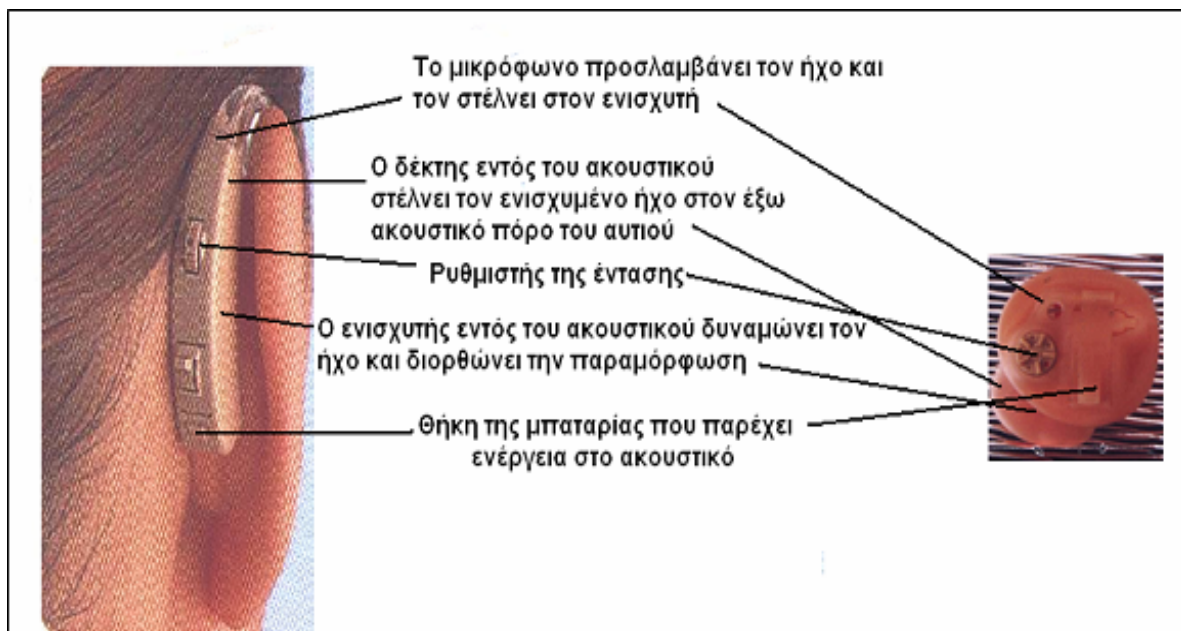 Το μικρόφωνο προσλαμβάνει τον ήχο και
τον στέλνει στον ενισχυτή
Ο δέκτης εντός του ακουστικού
στέλνει τον ενισχυμένο ήχο στον έξω
ακουστικό πόρο του αυτιού
Ρυθμιστής της έντασης
Ο ενισχυτής εντός του ακουστικού δυναμώνει τον
ήχο και διορθώνει την παραμόρφωση
Θήκη της μπαταρίας που παρέχει
ενέργεια στο ακουστικό